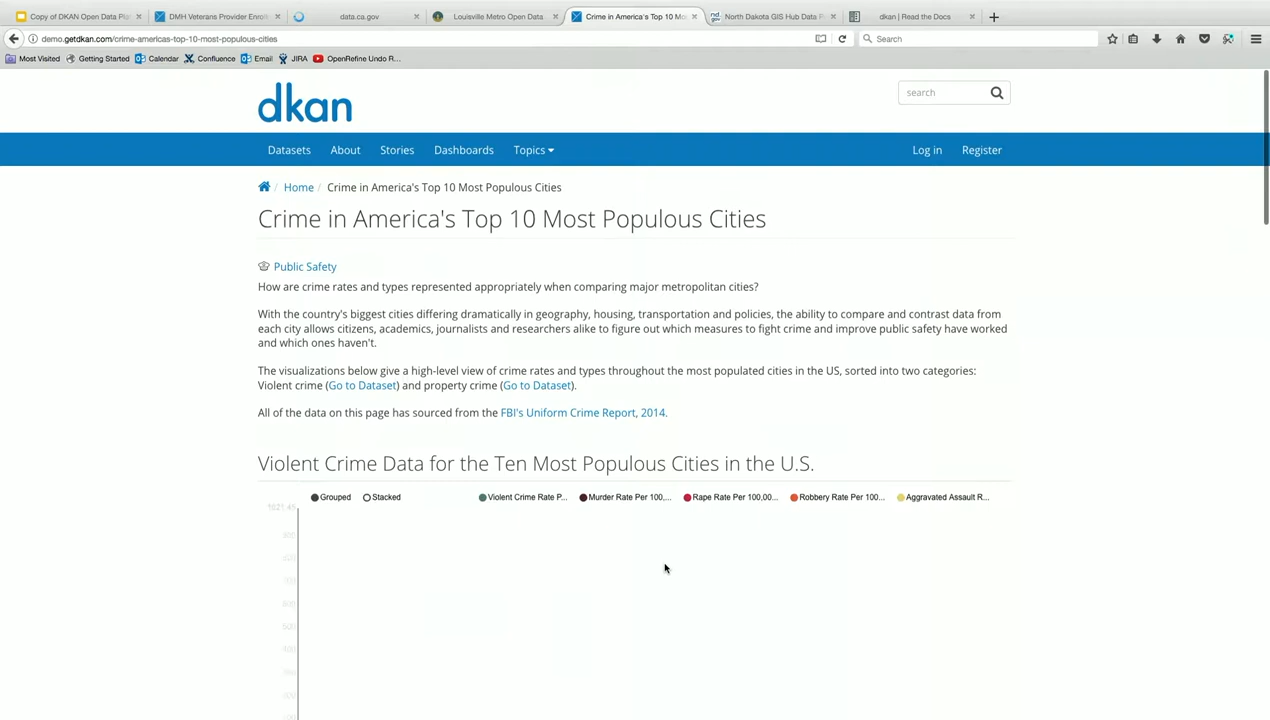 Copy of DKAN Open Data Pla
DMH Veterans Provider Enroll
data.ca.gov
Louisville Metro Open Data
Crime in America's Top 10 Mo
North Dakota GIS Hub Data P
dkan | Read the Docs
demo.getdkan.com/crime-americas-top-10-most-populous-cities
Search
Most Visited
Getting Started
Calendar
Confluence
Email
JIRA
OpenRefine Undo R...
dkan
search
Datasets
About
Stories
Dashboards
Topics
Log in
Register
Home / Crime in America's Top 10 Most Populous Cities
Crime in America's Top 10 Most Populous Cities
Public Safety
How are crime rates and types represented appropriately when comparing major metropolitan cities?
With the country's biggest cities differing dramatically in geography, housing, transportation and policies, the ability to compare and contrast data from
each city allows citizens, academics, journalists and researchers alike to figure out which measures to fight crime and improve public safety have worked
and which ones haven't.
The visualizations below give a high-level view of crime rates and types throughout the most populated cities in the US, sorted into two categories:
Violent crime (Go to Dataset) and property crime (Go to Dataset).
All of the data on this page has sourced from the FBI's Uniform Crime Report, 2014.
Violent Crime Data for the Ten Most Populous Cities in the U.S.
Grouped
Stacked
Violent Crime Rate P...
Murder Rate Per 100,...
Rape Rate Per 100,00...
Robbery Rate Per 100...
Aggravated Assault R...
1021.45
600
500
400